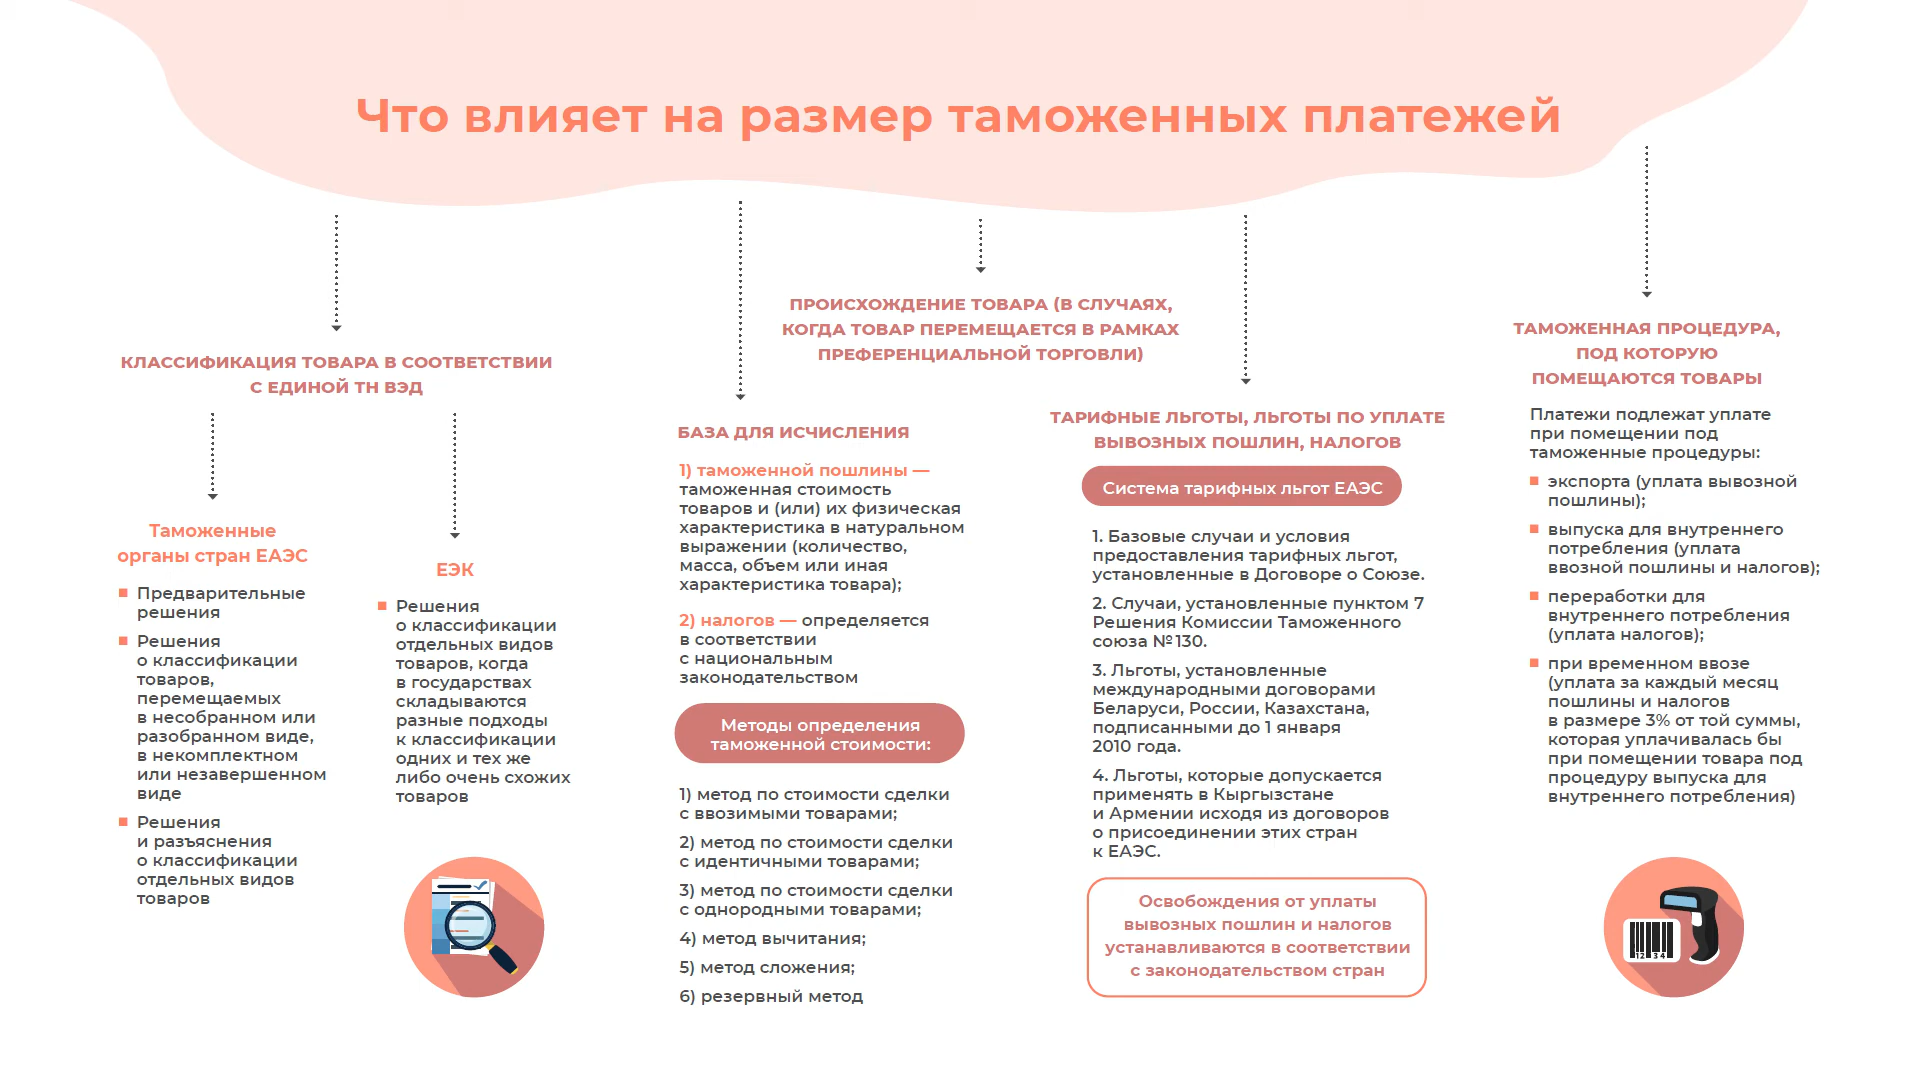 Что влияет на размер таможенных платежей
КЛАССИФИКАЦИЯ ТОВАРА В СООТВЕТСТВИИ
С ЕДИНОЙ ТН ВЭД
Таможенные
органы стран ЕАЭС
Предварительные
решения
Решения
о классификации
товаров,
перемещаемых
в несобранном или
разобранном виде,
в некомплектном
или незавершенном
виде
Решения
и разъяснения
о классификации
отдельных видов
товаров
ЕЭК
Решения
о классификации
отдельных видов
товаров, когда
в государствах
складываются
разные подходы
к классификации
одних и тех же
либо очень схожих
товаров
БАЗА ДЛЯ ИСЧИСЛЕНИЯ
1) таможенной пошлины —
таможенная стоимость
товаров и (или) их физическая
характеристика в натуральном
выражении (количество,
масса, объем или иная
характеристика товара);
2) налогов — определяется
в соответствии
с национальным
законодательством
Методы определения
таможенной стоимости:
1) метод по стоимости сделки
с ввозимыми товарами;
2) метод по стоимости сделки
с идентичными товарами;
3) метод по стоимости сделки
с однородными товарами;
4) метод вычитания;
5) метод сложения;
6) резервный метод
ПРОИСХОЖДЕНИЕ ТОВАРА (В СЛУЧАЯХ,
КОГДА ТОВАР ПЕРЕМЕЩАЕТСЯ В РАМКАХ
ПРЕФЕРЕНЦИАЛЬНОЙ ТОРГОВЛИ)
ТАРИФНЫЕ ЛЬГОТЫ, ЛЬГОТЫ ПО УПЛАТЕ
ВЫВОЗНЫХ ПОШЛИН, НАЛОГОВ
Система тарифных льгот ЕАЭС
1. Базовые случаи и условия
предоставления тарифных льгот,
установленные в Договоре о Союзе.
2. Случаи, установленные пунктом 7
Решения Комиссии Таможенного
союза №130.
3. Льготы, установленные
международными договорами
Беларуси, России, Казахстана,
подписанными до 1 января
2010 года.
4. Льготы, которые допускается
применять в Кыргызстане
и Армении исходя из договоров
о присоединении этих стран
к ЕАЭС.
Освобождения от уплаты
вывозных пошлин и налогов
устанавливаются в соответствии
с законодательством стран
ТАМОЖЕННАЯ ПРОЦЕДУРА,
ПОД КОТОРУЮ
ПОМЕЩАЮТСЯ ТОВАРЫ
Платежи подлежат уплате
при помещении под
таможенные процедуры:
экспорта (уплата вывозной
пошлины);
выпуска для внутреннего
потребления (уплата
ввозной пошлины и налогов);
переработки для
внутреннего потребления
(уплата налогов);
при временном ввозе
(уплата за каждый месяц
пошлины и налогов
в размере 3% от той суммы,
которая уплачивалась бы
при помещении товара под
процедуру выпуска для
внутреннего потребления)
12 34